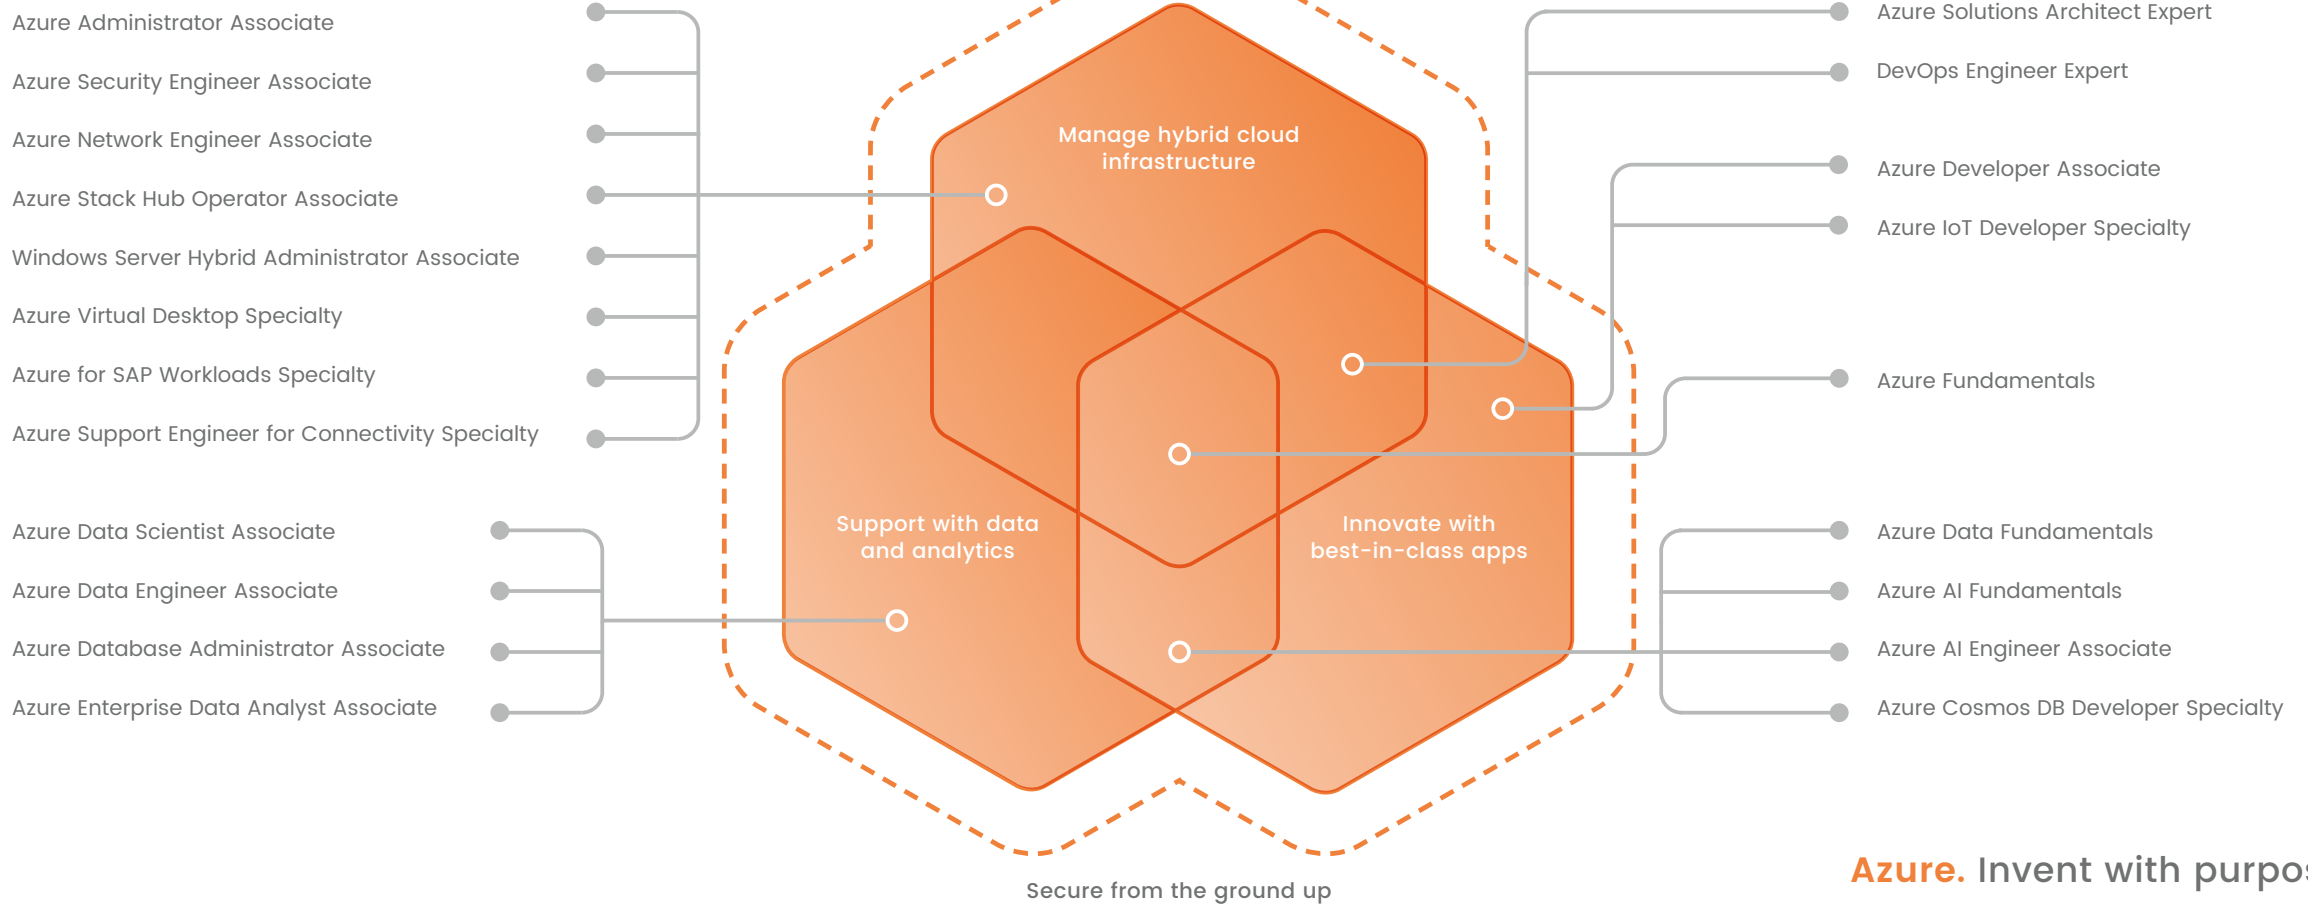 Azure Administrator Associate
Azure Security Engineer Associate
Azure Network Engineer Associate
Azure Stack Hub Operator Associate
Windows Server Hybrid Administrator Associate
Azure Virtual Desktop Specialty
Azure for SAP Workloads Specialty
Azure Support Engineer for Connectivity Specialty
Azure Data Scientist Associate
Azure Data Engineer Associate
Azure Database Administrator Associate
Azure Enterprise Data Analyst Associate
Manage hybrid cloud
infrastructure
Support with data
and analytics
Innovate with
best-in-class apps
Secure from the ground up
Azure Solutions Architect Expert
DevOps Engineer Expert
Azure Developer Associate
Azure IoT Developer Specialty
Azure Fundamentals
Azure Data Fundamentals
Azure AI Fundamentals
Azure AI Engineer Associate
Azure Cosmos DB Developer Specialty
Azure. Invent with